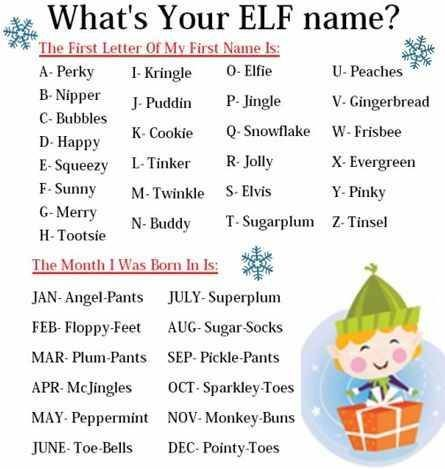 What's Your ELF name?
The First Letter Of My First Name Is:
A- Perky
B- Nipper
C- Bubbles
D- Happy
E- Squeezy
F- Sunny
G- Merry
H- Tootsie
I- Kringle
J- Puddin
K- Cookie
L- Tinker
M- Twinkle
N- Buddy
O- Elfie
P- Jingle
Q- Snowflake
R- Jolly
S- Elvis
T- Sugarplum
U- Peaches
V- Gingerbread
W- Frisbee
X- Evergreen
Y- Pinky
Z- Tinsel
The Month I Was Born In Is:
JAN- Angel-Pants
FEB- Floppy-Feet
MAR- Plum-Pants
APR- McJingles
MAY- Peppermint
JUNE- Toe-Bells
JULY- Superplum
AUG- Sugar-Socks
SEP- Pickle-Pants
OCT- Sparkley-Toes
NOV- Monkey-Buns
DEC- Pointy-Toes